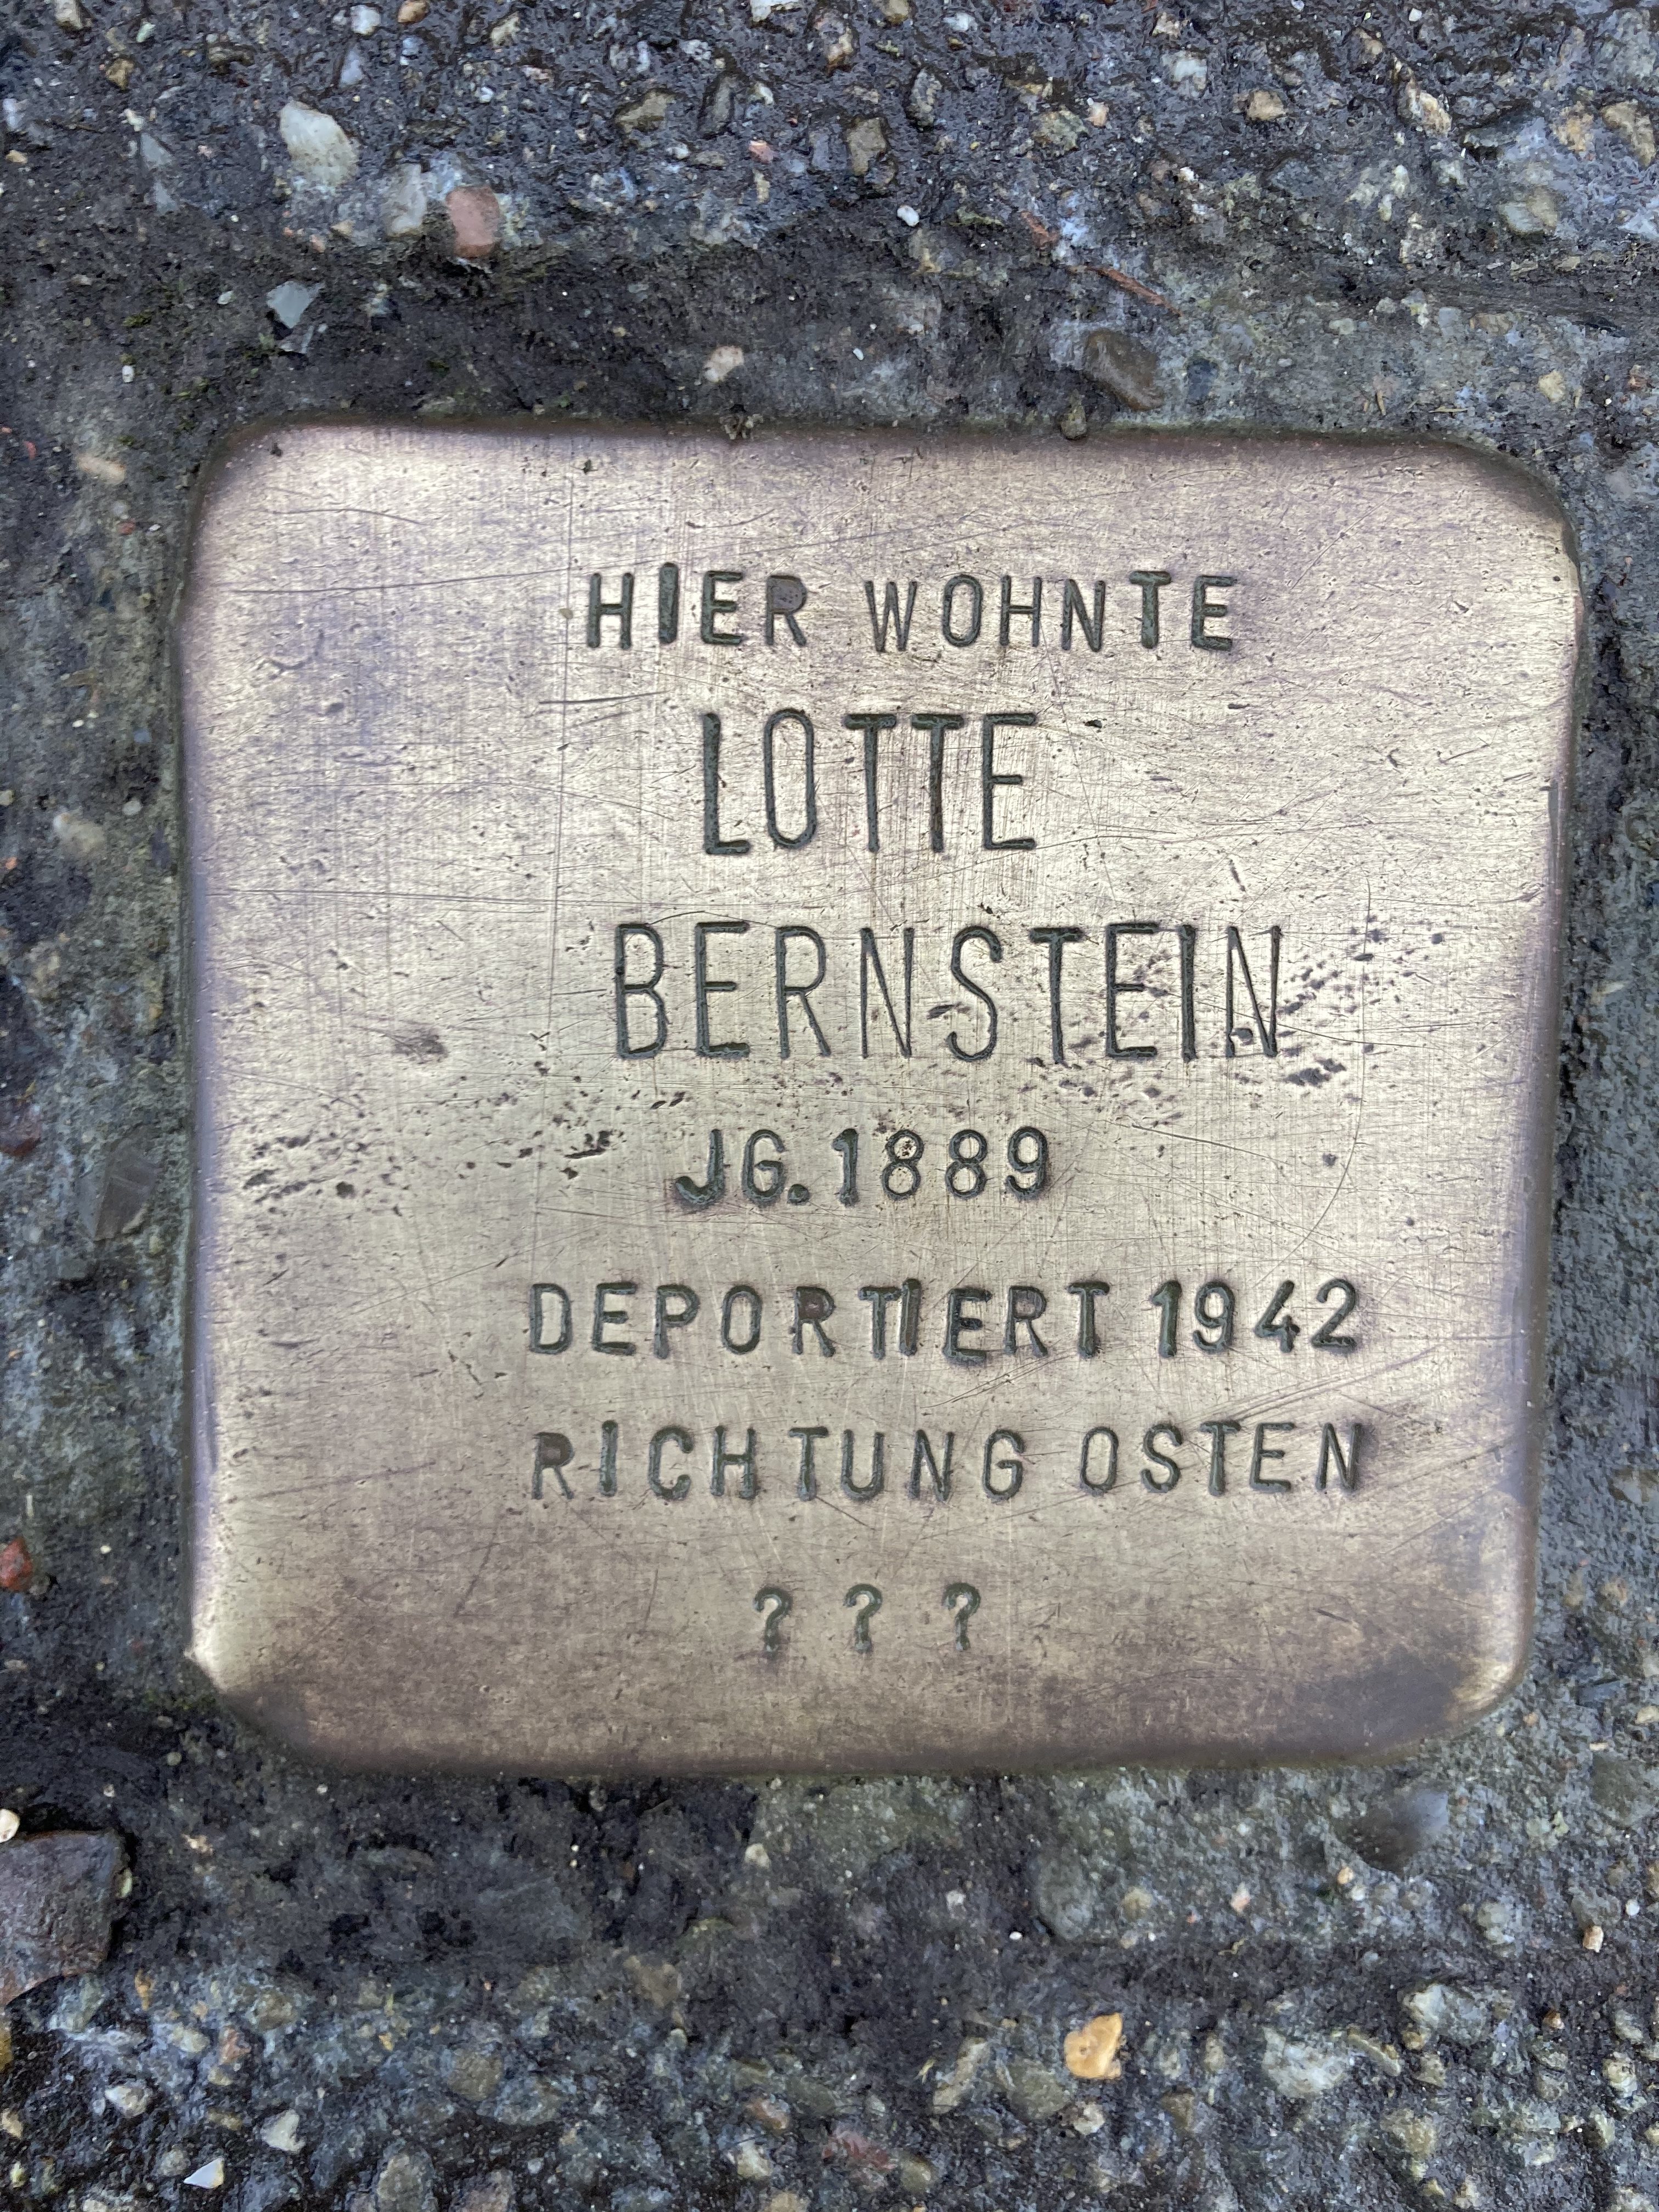 HIER WOHNTE
LOTTE
BERNSTEIN
JG. 1889
DEPORTIERT 1942
RICHTUNG OSTEN
? ? ?